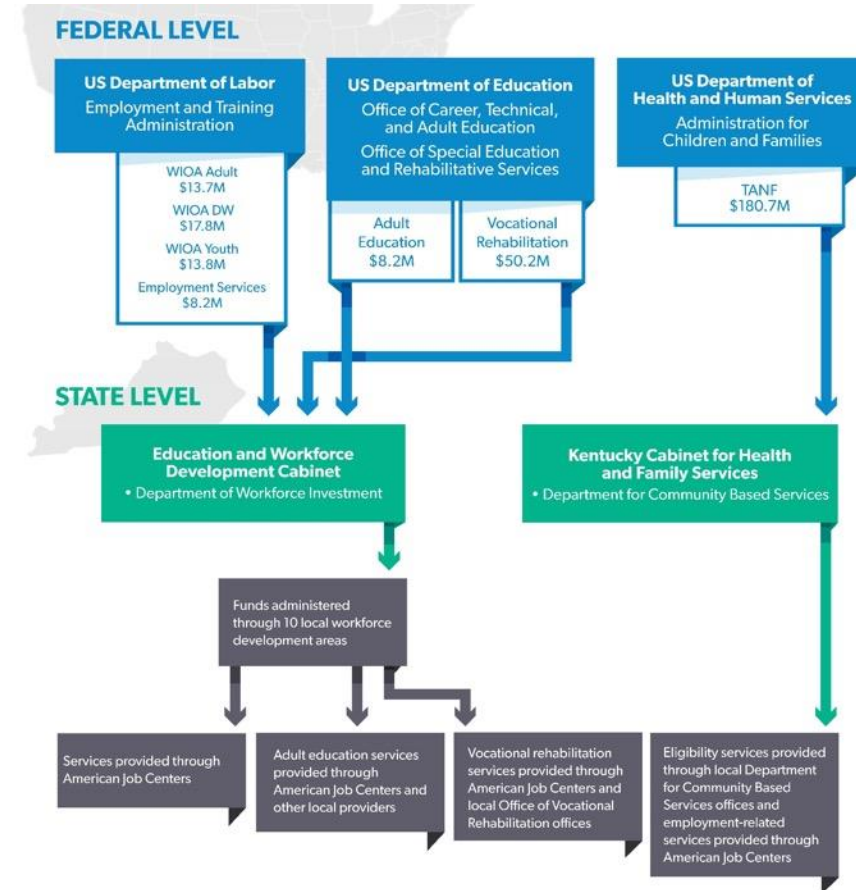 FEDERAL LEVEL
US Department of Labor
Employment and Training
Administration
WIOA Adult
$13.7M
WIOA DW
$17.8M
WIOA Youth
$13.8M
Employment Services
$8.2M
US Department of Education
Office of Career, Technical,
and Adult Education
Office of Special Education
and Rehabilitative Services
Adult
Education
$8.2M
Vocational
Rehabilitation
$50.2M
US Department of
Health and Human Services
Administration for
Children and Families
TANF
$180.7M
STATE LEVEL
Education and Workforce
Development Cabinet
• Department of Workforce Investment
Kentucky Cabinet for Health
and Family Services
• Department for Community Based Services
Funds administered
through 10 local workforce
development areas
Services provided through
American Job Centers
Adult education services
provided through
American Job Centers and
other local providers
Vocational rehabilitation
services provided through
American Job Centers and
local Office of Vocational
Rehabilitation offices
Eligibility services provided
through local Department
for Community Based
Services offices and
employment-related
services provided through
American Job Centers